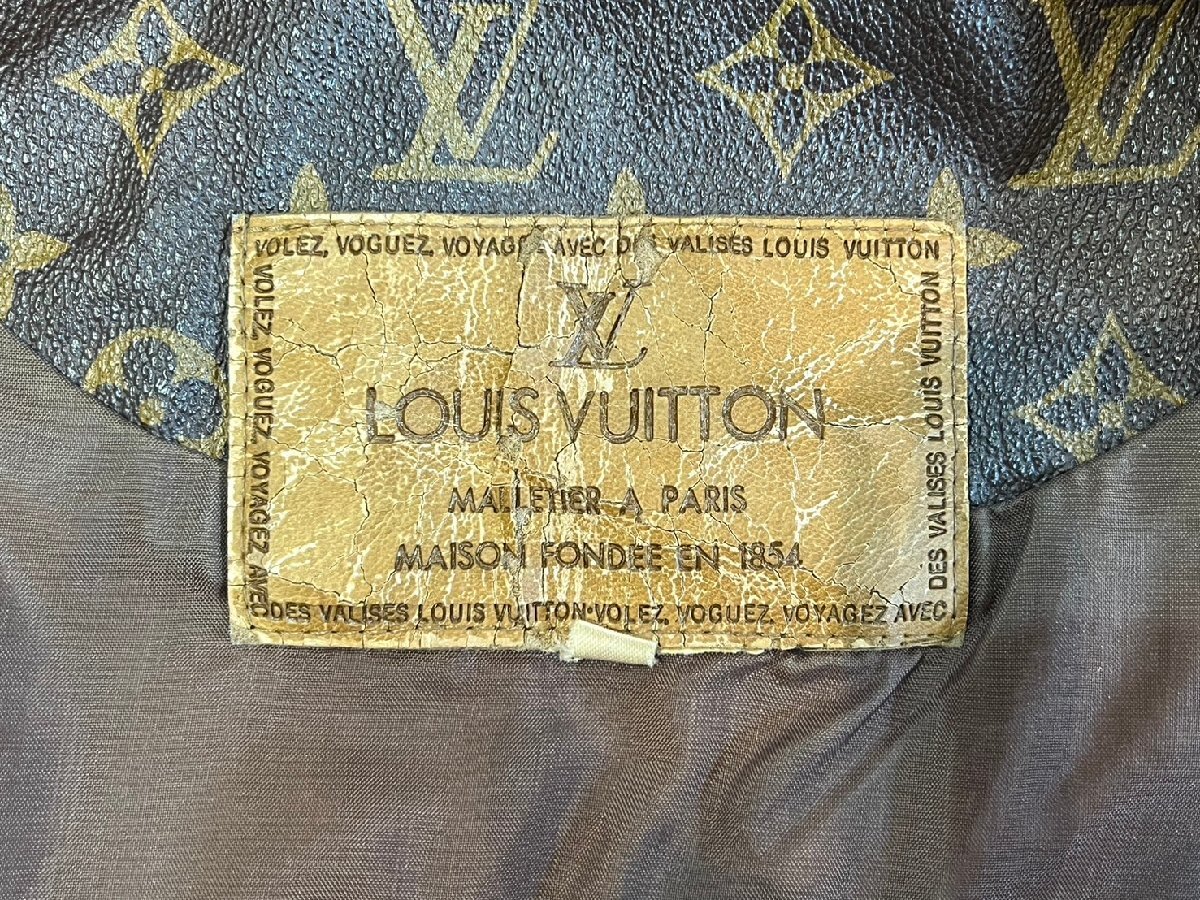 VOLEZ, VOGUEZ, VOYAGEZ AVEC DES VALISES LOUIS VUITTON
LV
LOUIS VUITTON
MALLETIER A PARIS
MAISON FONDEE EN 1854
VOLEZ, VOGUEZ, VOYAGEZ AVEC
DES VALISES LOUIS VUITTON
DES VALISES LOUIS VUITTON·VOLEZ, VOGUEZ, VOYAGEZ AVEC